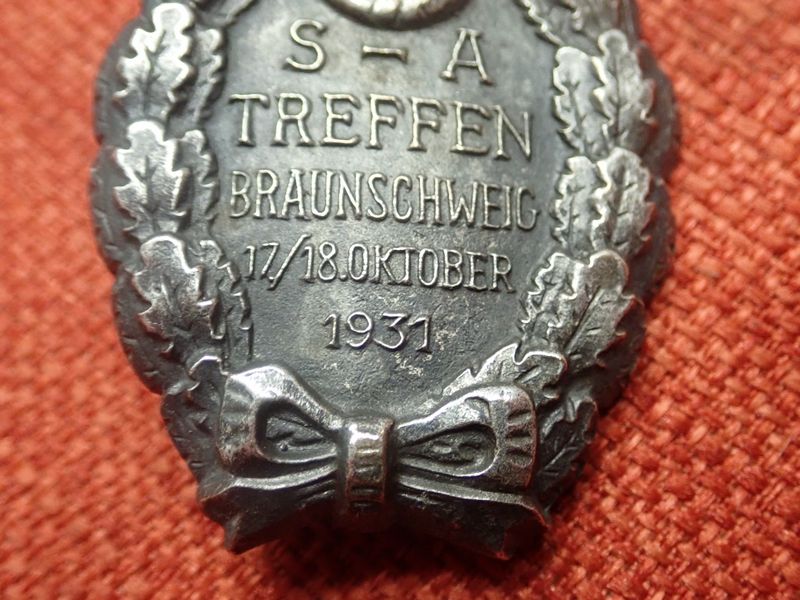 S-A
TREFFEN
BRAUNSCHWEIG
17/18.OKTOBER
1931